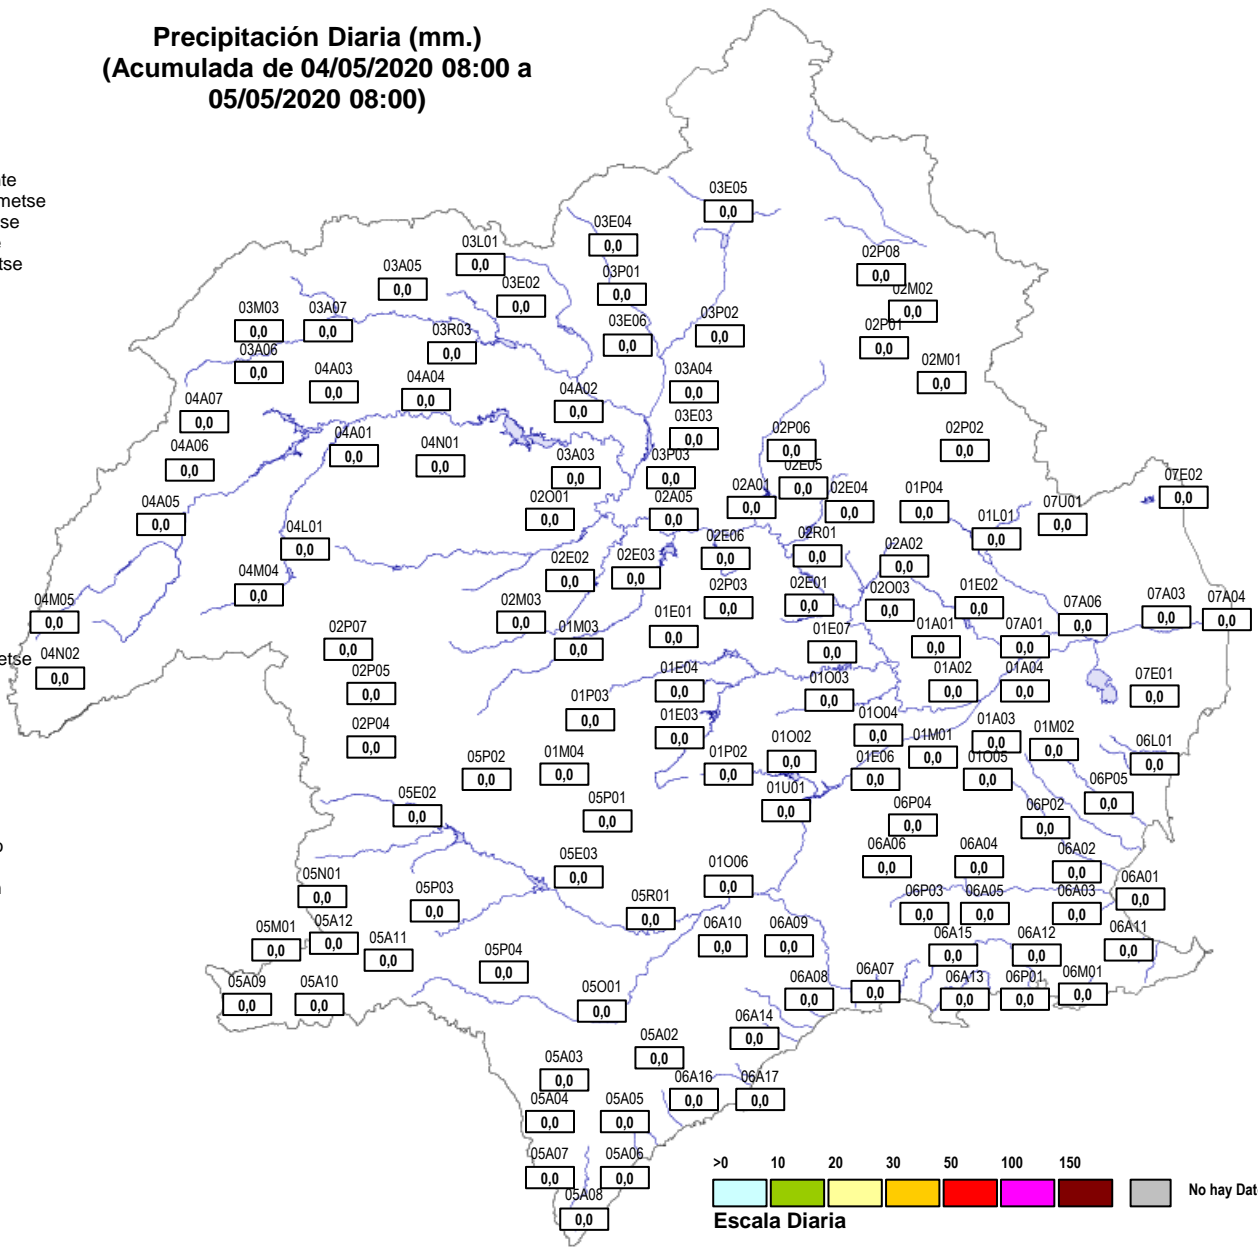 Precipitación Diaria (mm.)
(Acumulada de 04/05/2020 08:00 a
05/05/2020 08:00)
te
metse
se
tse
etse
03E05
0,0
03E04
0,0
03L01
0,0
02P08
0,0
03A05
0,0
03P01
0,0
03E02
0,0
02M02
0,0
03M03
0,0
03A07
0,0
03P02
0,0
03E06
0,0
03R03
0,0
02P01
0,0
03A06
0,0
02M01
0,0
04A03
0,0
04A04
0,0
03A04
0,0
04A02
0,0
04A07
0,0
03E03
0,0
04A01
0,0
02P06
0,0
02P02
0,0
04A06
0,0
04N01
0,0
03A03
0,0
03P03
0,0
02E05
0,0
07E02
0,0
02A01
0,0
02E04
0,0
01P04
0,0
04A05
0,0
02O01
0,0
02A05
0,0
07U01
0,0
01L01
0,0
04L01
0,0
02E06
0,0
02R01
0,0
02A02
0,0
02E02
0,0
02E03
0,0
04M04
0,0
02P03
0,0
02E01
0,0
02O03
0,0
01E02
0,0
04M05
0,0
02M03
0,0
07A03
0,0
07A04
0,0
07A06
0,0
01E01
0,0
02P07
0,0
01M03
0,0
01E07
0,0
01A01
0,0
07A01
0,0
04N02
0,0
02P05
0,0
01E04
0,0
01O03
0,0
01A02
0,0
01A04
0,0
07E01
0,0
01P03
0,0
02P04
0,0
01E03
0,0
01O04
0,0
01A03
0,0
01M02
0,0
01O02
0,0
01M01
0,0
06L01
0,0
05P02
0,0
01M04
0,0
01P02
0,0
01E06
0,0
01O05
0,0
05E02
0,0
05P01
0,0
01U01
0,0
06P05
0,0
06P04
0,0
06P02
0,0
05E03
0,0
01O06
0,0
06A06
0,0
06A04
0,0
06A02
0,0
05N01
0,0
05P03
0,0
05R01
0,0
06P03
0,0
06A05
0,0
06A03
0,0
06A01
0,0
05M01
0,0
05A12
0,0
05A11
0,0
06A10
0,0
06A09
0,0
06A15
0,0
06A12
0,0
06A11
0,0
05P04
0,0
05A09
0,0
05A10
0,0
05O01
0,0
06A08
0,0
06A07
0,0
06A13
0,0
06P01
0,0
06M01
0,0
06A14
0,0
05A02
0,0
05A03
0,0
06A16
0,0
06A17
0,0
05A04
0,0
05A05
0,0
05A07
0,0
05A06
0,0
05A08
0,0
>0 10 20 30 50 100 150
No hay Dat
Escala Diaria